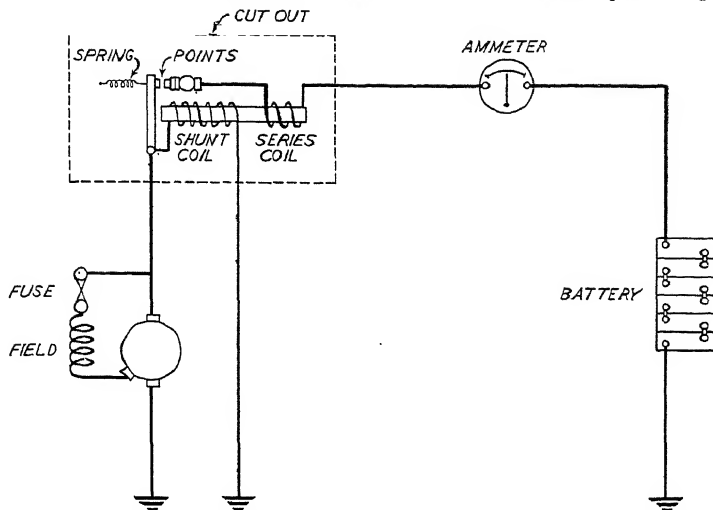 CUT OUT
SPRING
POINTS
AMMETER
SHUNT
COIL
SERIES
COIL
FUSE
BATTERY
FIELD